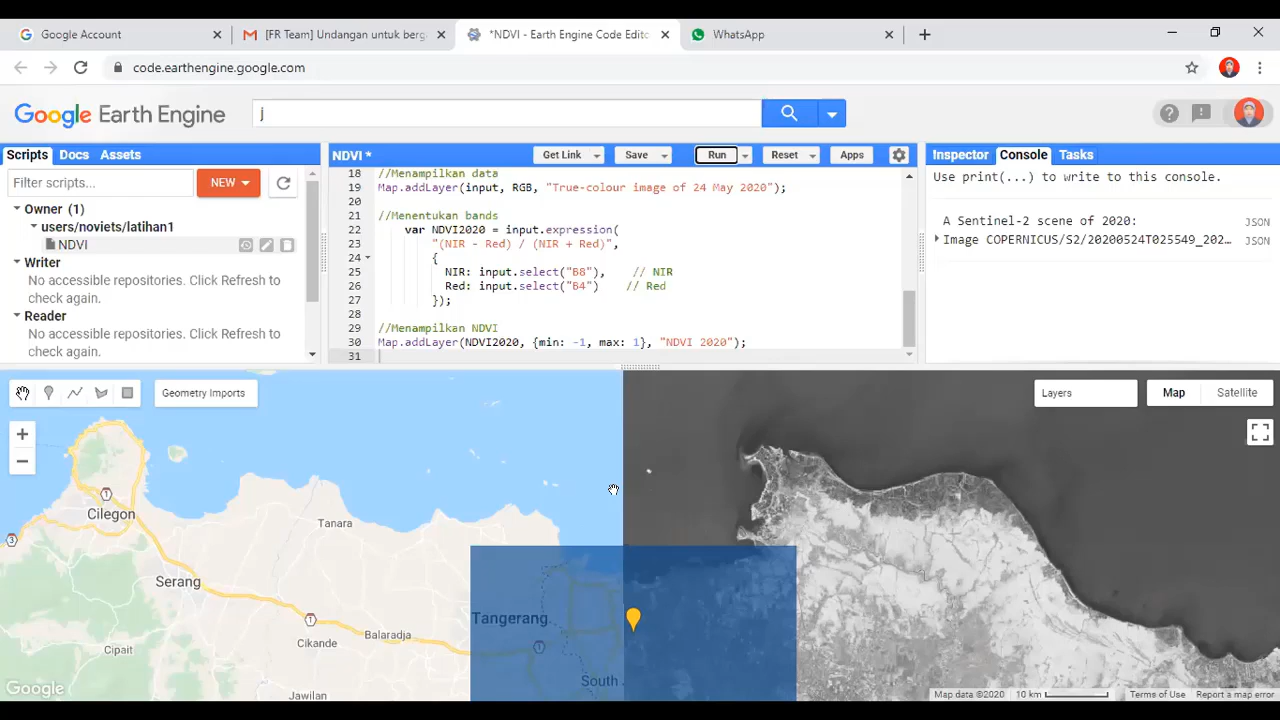 Google Account
[FR Team] Undangan untuk berg
*NDVI - Earth Engine Code Edito
WhatsApp
code.earthengine.google.com
Google Earth Engine
j
Scripts
Docs
Assets
NDVI *
Get Link
Save
Run
Reset
Apps
Inspector
Console
Tasks
Filter scripts...
NEW
Owner (1)
users/noviets/latihan1
NDVI
Writer
No accessible repositories. Click Refresh to
check again.
Reader
No accessible repositories. Click Refresh to
check again.
18 //Menampilkan data
19 Map.addLayer(input, RGB, "True-colour image of 24 May 2020");
20
21 //Menentukan bands
22 var NDVI2020 = input.expression(
23 "(NIR - Red) / (NIR + Red)",
24 {
25 NIR: input.select("B8"), // NIR
26 Red: input.select("B4") // Red
27 });
28
29 //Menampilkan NDVI
30 Map.addLayer(NDVI2020, {min: -1, max: 1}, "NDVI 2020");
31
Use print(...) to write to this console.
A Sentinel-2 scene of 2020:
JSON
Image COPERNICUS/S2/20200524T025549_202...
JSON
Geometry Imports
Layers
Map
Satellite
+
−
Cilegon
1
Tanara
3
Serang
1
Cikande
Balaraja
Tangerang
1
Cipait
Jawilan
South
Google
Map data ©2020
10 km
Terms of Use
Report a map error